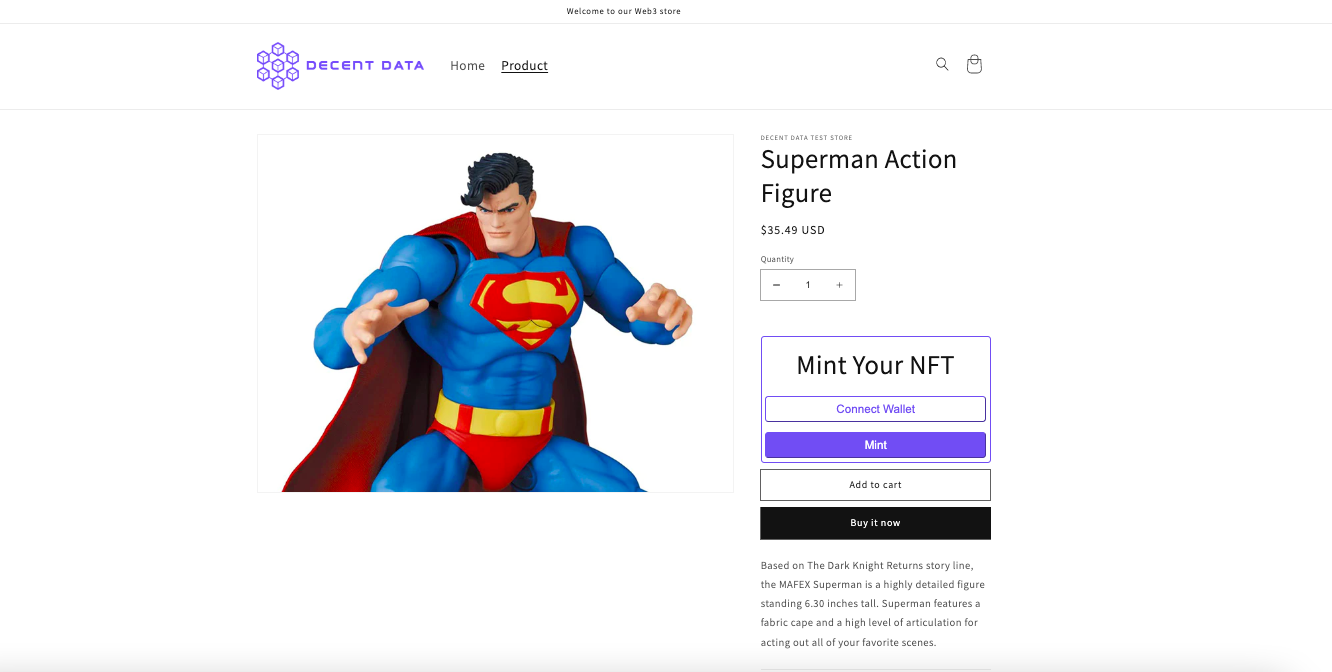 Welcome to our Web3 store
DECENT DATA
Home
Product
DECENT DATA TEST STORE
Superman Action
Figure
$35.49 USD
Quantity
− 1 +
Mint Your NFT
Connect Wallet
Mint
Add to cart
Buy it now
Based on The Dark Knight Returns story line,
the MAFEX Superman is a highly detailed figure
standing 6.30 inches tall. Superman features a
fabric cape and a high level of articulation for
acting out all of your favorite scenes.